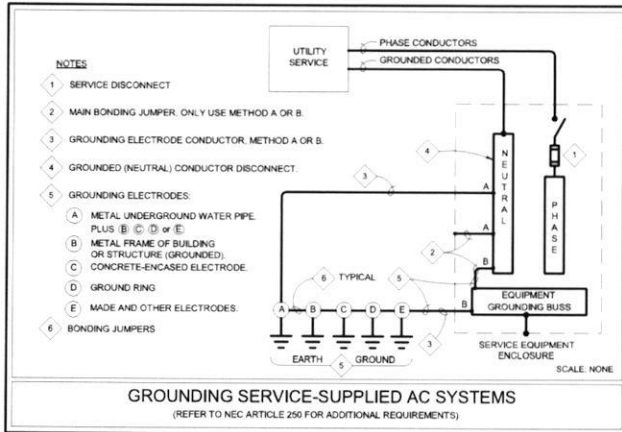 NOTES
1 SERVICE DISCONNECT
2 MAIN BONDING JUMPER. ONLY USE METHOD A OR B.
3 GROUNDING ELECTRODE CONDUCTOR. METHOD A OR B.
4 GROUNDED (NEUTRAL) CONDUCTOR DISCONNECT.
5 GROUNDING ELECTRODES:
A METAL UNDERGROUND WATER PIPE.
PLUS B C D or E
B METAL FRAME OF BUILDING
OR STRUCTURE (GROUNDED).
C CONCRETE-ENCASED ELECTRODE.
D GROUND RING
E MADE AND OTHER ELECTRODES.
6 BONDING JUMPERS
UTILITY
SERVICE
PHASE CONDUCTORS
GROUNDED CONDUCTORS
4
NEUTRAL
1
PHASE
3
A
A
2
B
6 TYPICAL
5
A B C D E
B
EQUIPMENT
GROUNDING BUSS
EARTH GROUND
5
3
SERVICE EQUIPMENT
ENCLOSURE
SCALE: NONE
GROUNDING SERVICE-SUPPLIED AC SYSTEMS
(REFER TO NEC ARTICLE 250 FOR ADDITIONAL REQUIREMENTS)